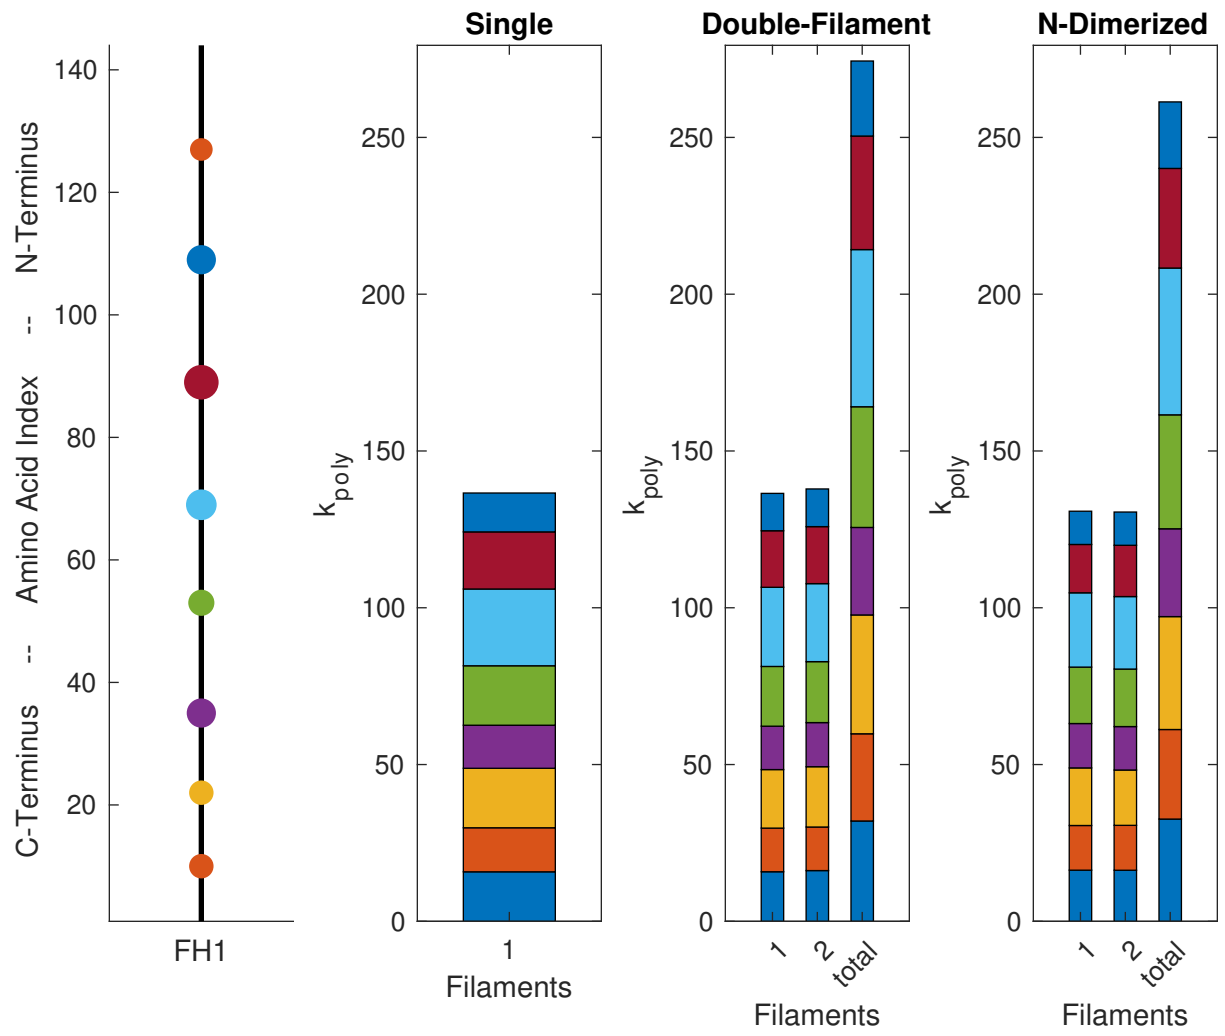 Single
Double-Filament
N-Dimerized
C-Terminus -- Amino Acid Index -- N-Terminus
140
120
100
80
60
40
20
FH1
k_poly
250
200
150
100
50
0
1
Filaments
k_poly
250
200
150
100
50
0
1
2
total
Filaments
k_poly
250
200
150
100
50
0
1
2
total
Filaments